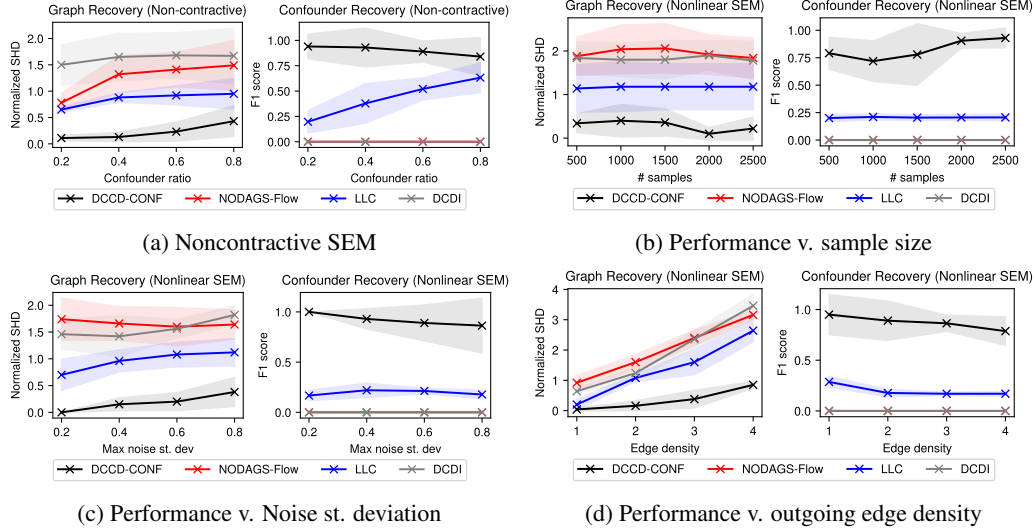 Graph Recovery (Non-contractive)
Normalized SHD
2.0
1.5
1.0
0.5
0.0
0.2 0.4 0.6 0.8
Confounder ratio
Confounder Recovery (Non-contractive)
F1 score
1.00
0.75
0.50
0.25
0.00
0.2 0.4 0.6 0.8
Confounder ratio
DCCD-CONF NODAGS-Flow LLC DCDI
(a) Noncontractive SEM
Graph Recovery (Nonlinear SEM)
Normalized SHD
2
1
0
500 1000 1500 2000 2500
# samples
Confounder Recovery (Nonlinear SEM)
F1 score
1.0
0.5
0.0
500 1000 1500 2000 2500
# samples
DCCD-CONF NODAGS-Flow LLC DCDI
(b) Performance v. sample size
Graph Recovery (Nonlinear SEM)
Normalized SHD
2.0
1.5
1.0
0.5
0.0
0.2 0.4 0.6 0.8
Max noise st. dev
Confounder Recovery (Nonlinear SEM)
F1 score
1.0
0.5
0.0
0.2 0.4 0.6 0.8
Max noise st. dev
DCCD-CONF NODAGS-Flow LLC DCDI
(c) Performance v. Noise st. deviation
Graph Recovery (Nonlinear SEM)
Normalized SHD
4
3
2
1
0
1 2 3 4
Edge density
Confounder Recovery (Nonlinear SEM)
F1 score
1.0
0.5
0.0
1 2 3 4
Edge density
DCCD-CONF NODAGS-Flow LLC DCDI
(d) Performance v. outgoing edge density